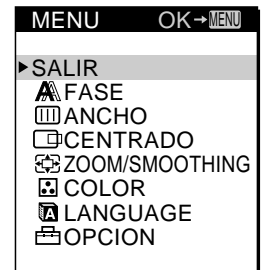 MENU OK→MENU
▶SALIR
FASE
ANCHO
CENTRADO
ZOOM/SMOOTHING
COLOR
LANGUAGE
OPCION